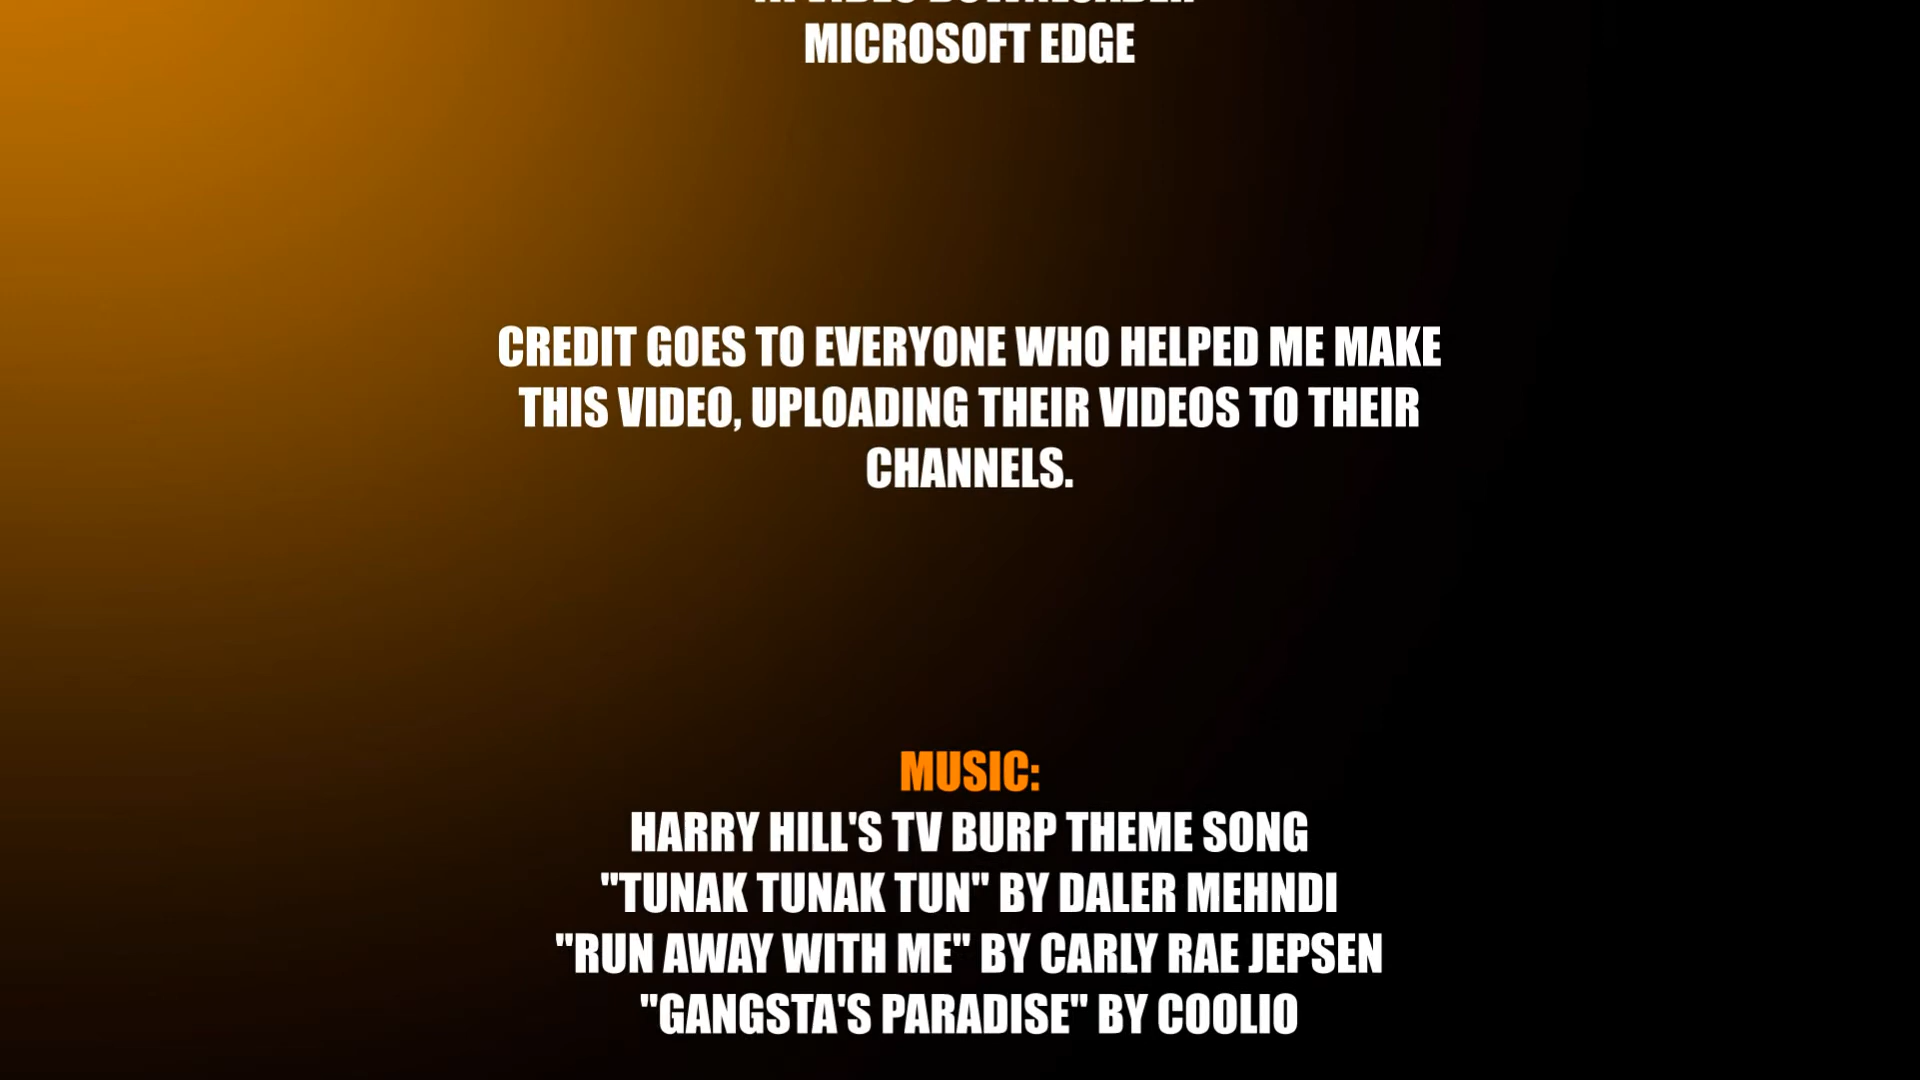 VIDEO DOWNLOADER
MICROSOFT EDGE
CREDIT GOES TO EVERYONE WHO HELPED ME MAKE
THIS VIDEO, UPLOADING THEIR VIDEOS TO THEIR
CHANNELS.
MUSIC:
HARRY HILL'S TV BURP THEME SONG
"TUNAK TUNAK TUN" BY DALER MEHNDI
"RUN AWAY WITH ME" BY CARLY RAE JEPSEN
"GANGSTA'S PARADISE" BY COOLIO